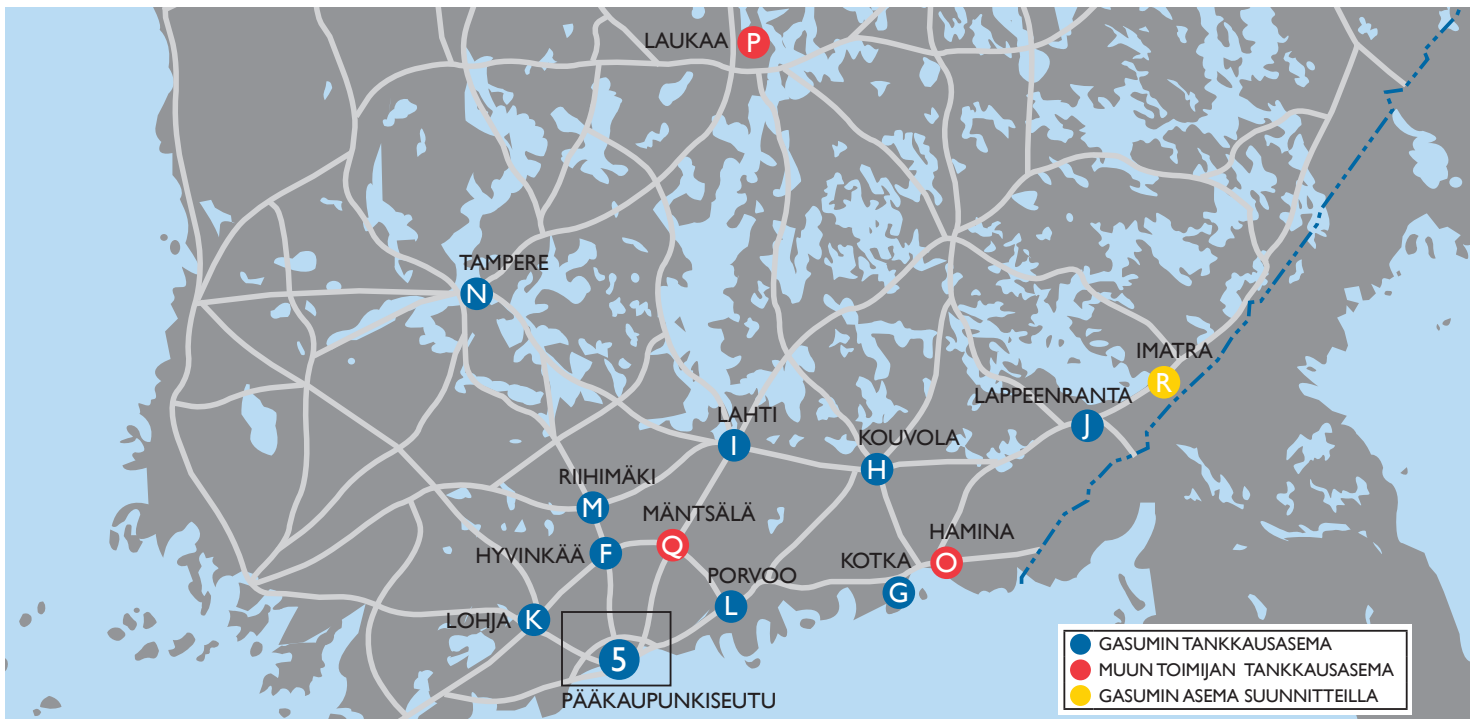 LAUKAA
P
TAMPERE
N
IMATRA
R
LAPPEENRANTA
J
LAHTI
I
KOUVOLA
H
RIIHIMÄKI
M
MÄNTSÄLÄ
Q
HYVINKÄÄ
F
HAMINA
O
KOTKA
G
PORVOO
L
LOHJA
K
5
PÄÄKAUPUNKISEUTU
GASUMIN TANKKAUSASEMA
MUUN TOIMIJAN TANKKAUSASEMA
GASUMIN ASEMA SUUNNITTEILLA